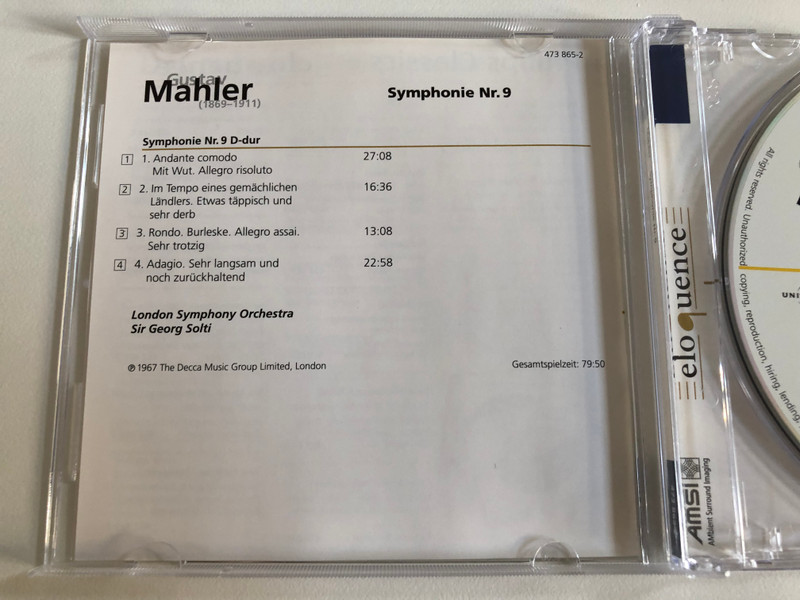 473 865-2
Gustav
Mahler
(1869–1911)
Symphonie Nr. 9
Symphonie Nr. 9 D-dur
1 1. Andante comodo 27:08
Mit Wut. Allegro risoluto
2 2. Im Tempo eines gemächlichen 16:36
Ländlers. Etwas täppisch und
sehr derb
3 3. Rondo. Burleske. Allegro assai. 13:08
Sehr trotzig
4 4. Adagio. Sehr langsam und 22:58
noch zurückhaltend
London Symphony Orchestra
Sir Georg Solti
℗ 1967 The Decca Music Group Limited, London
Gesamtspielzeit: 79:50
eloquence
AMSI
AMbient Surround Imaging
All rights reserved. Unauthorized copying, reproduction, hiring, lending,
UNI